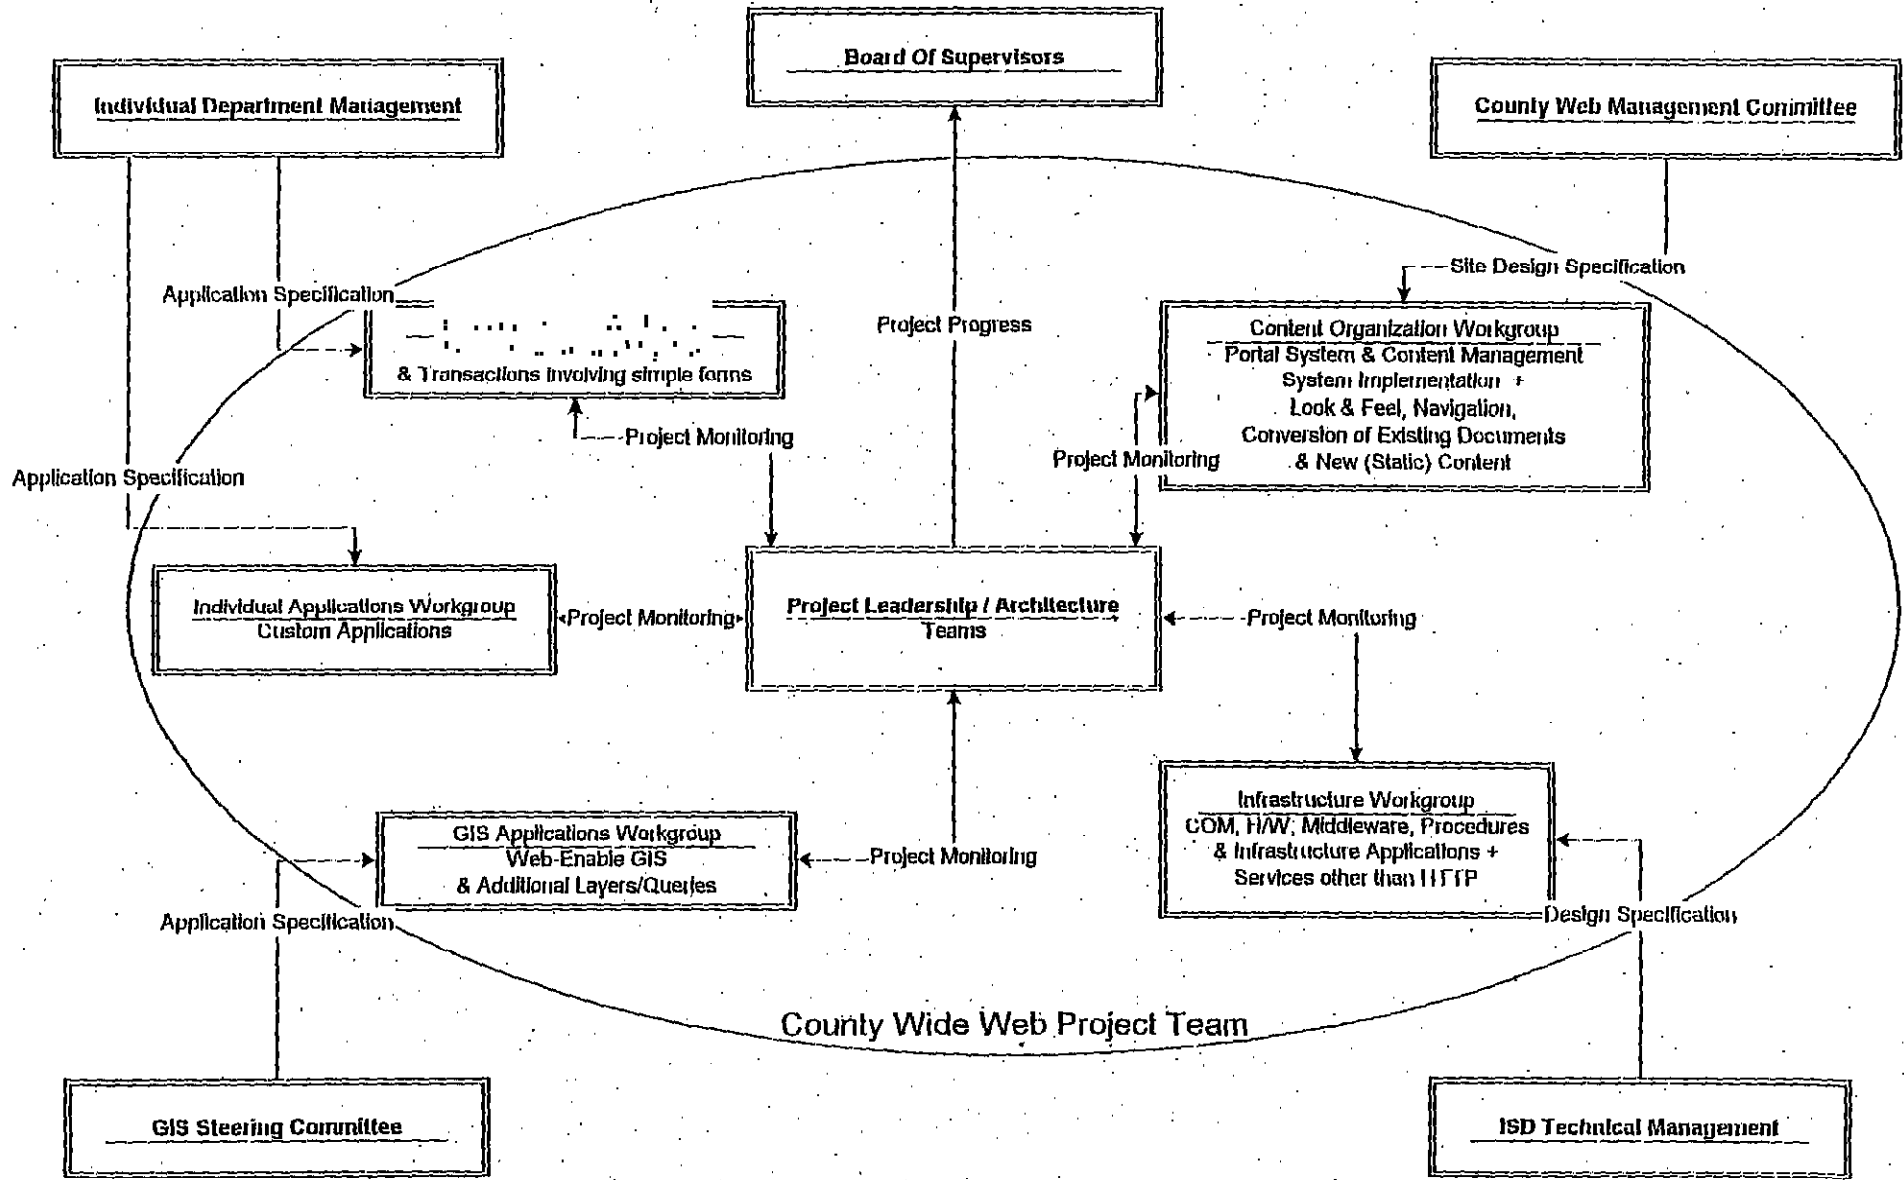 Board Of Supervisors
Individual Department Management
County Web Management Committee
Site Design Specification
Application Specification
Project Progress
& Transactions involving simple forms
Content Organization Workgroup
Portal System & Content Management
System Implementation +
Look & Feel, Navigation,
Conversion of Existing Documents
& New (Static) Content
Project Monitoring
Project Monitoring
Application Specification
Individual Applications Workgroup
Custom Applications
Project Monitoring
Project Leadership / Architecture
Teams
Project Monitoring
Infrastructure Workgroup
COM, H/W, Middleware, Procedures
& Infrastructure Applications +
Services other than HTTP
GIS Applications Workgroup
Web-Enable GIS
& Additional Layers/Queries
Project Monitoring
Application Specification
Design Specification
County Wide Web Project Team
GIS Steering Committee
ISD Technical Management